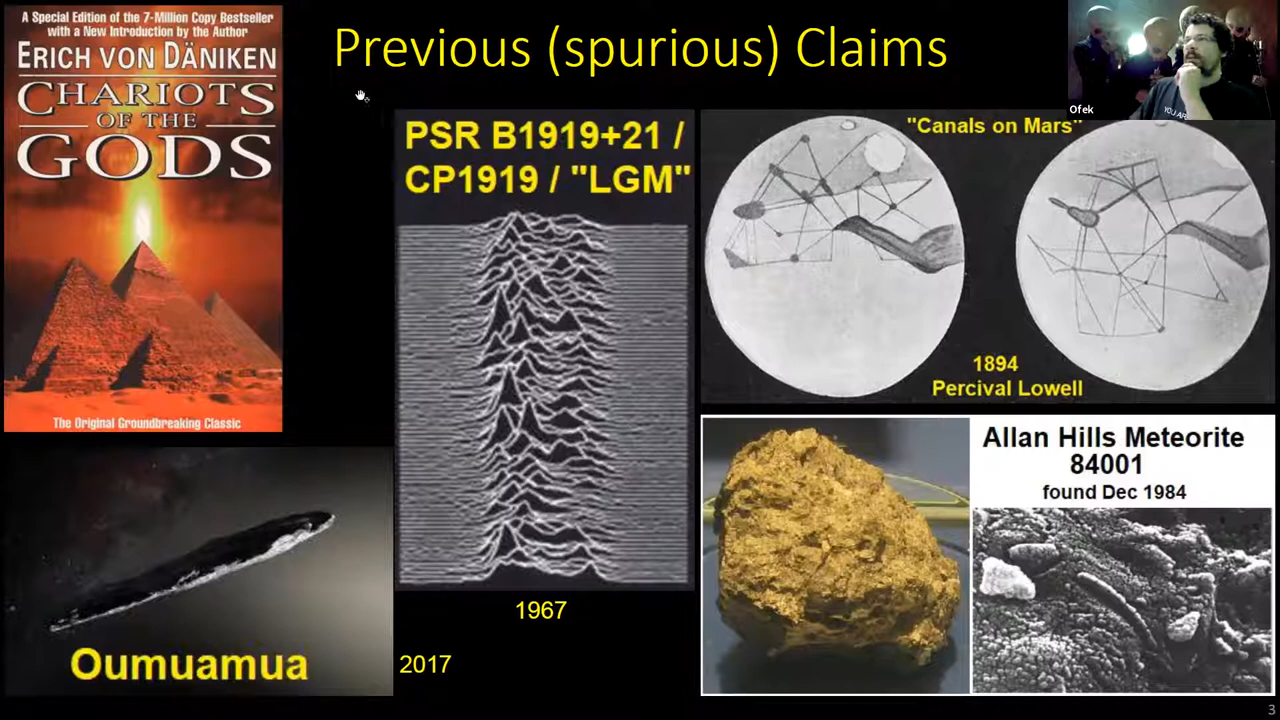 Previous (spurious) Claims
A Special Edition of the 7-Million Copy Bestseller
with a New Introduction by the Author
ERICH VON DÄNIKEN
CHARIOTS
OF THE
GODS
The Original Groundbreaking Classic
PSR B1919+21 /
CP1919 / "LGM"
1967
"Canals on Mars"
1894
Percival Lowell
Ofek
YOU AR
Allan Hills Meteorite
84001
found Dec 1984
Oumuamua
2017
3